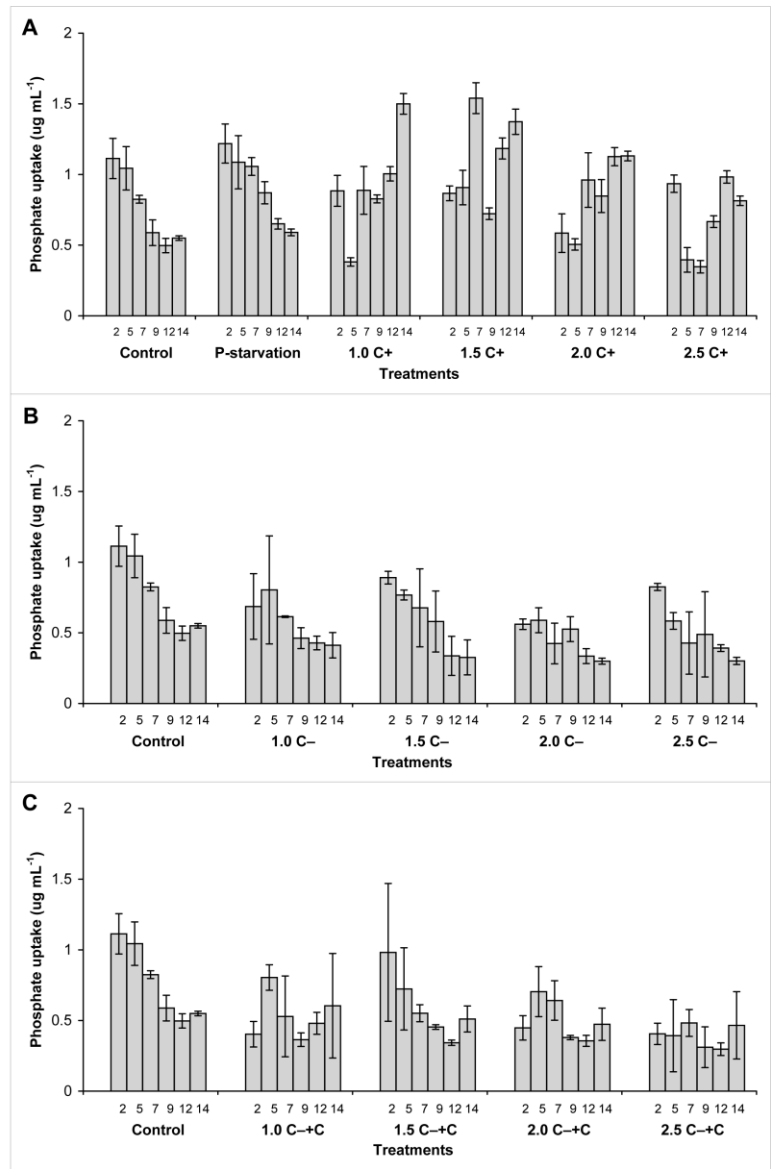 A
2
1.5
1
0.5
0
Phosphate uptake (ug mL-1)
2 5 7 9 12 14 2 5 7 9 12 14 2 5 7 9 12 14 2 5 7 9 12 14 2 5 7 9 12 14 2 5 7 9 12 14
Control P-starvation 1.0 C+ 1.5 C+ 2.0 C+ 2.5 C+
Treatments
B
2
1.5
1
0.5
0
Phosphate uptake (ug mL-1)
2 5 7 9 12 14 2 5 7 9 12 14 2 5 7 9 12 14 2 5 7 9 12 14 2 5 7 9 12 14
Control 1.0 C– 1.5 C– 2.0 C– 2.5 C–
Treatments
C
2
1.5
1
0.5
0
Phosphate uptake (ug mL-1)
2 5 7 9 12 14 2 5 7 9 12 14 2 5 7 9 12 14 2 5 7 9 12 14 2 5 7 9 12 14
Control 1.0 C–+C 1.5 C–+C 2.0 C–+C 2.5 C–+C
Treatments